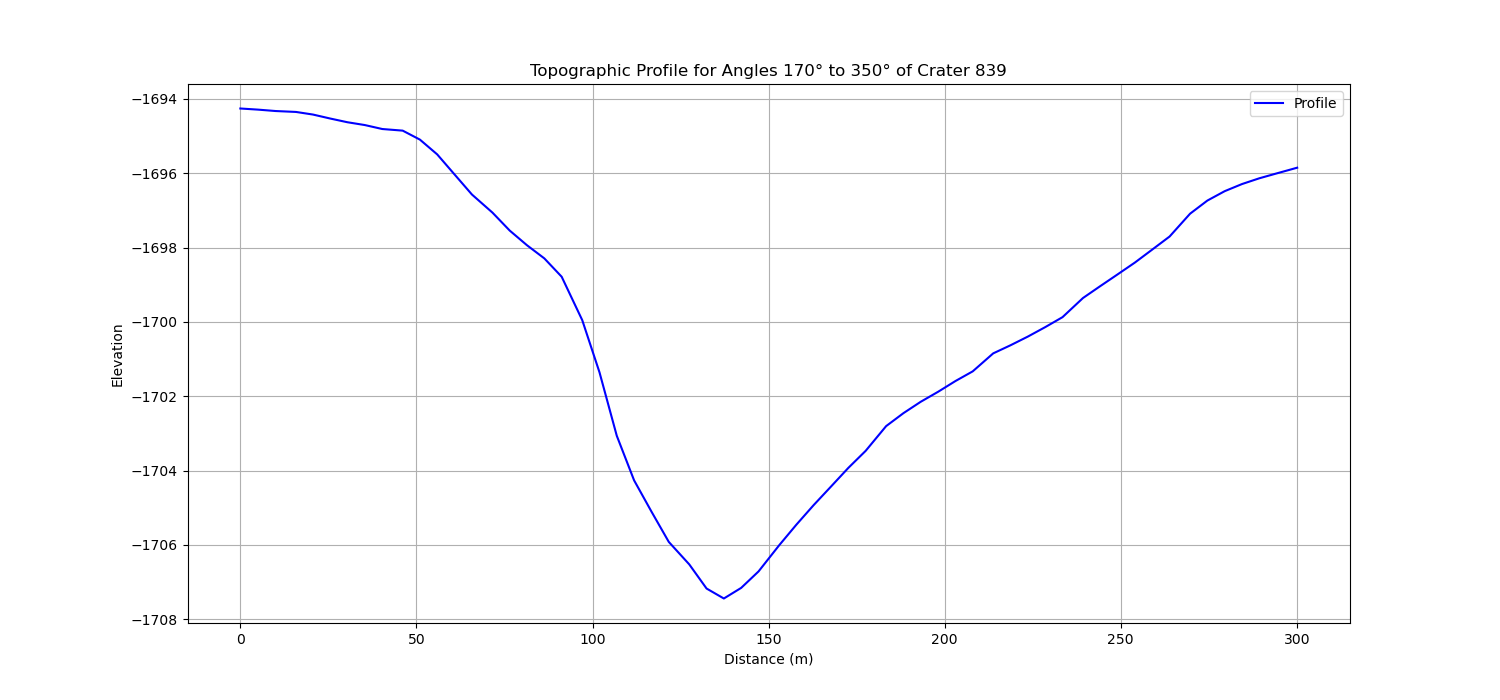 Topographic Profile for Angles 170° to 350° of Crater 839
Profile
−1694
−1696
−1698
−1700
−1702
−1704
−1706
−1708
Elevation
0 50 100 150 200 250 300
Distance (m)